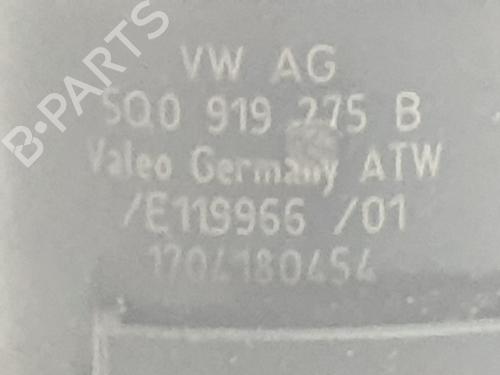 B-PARTS
VW AG
5Q0 919 275 B
Valeo Germany ATW
/E119966 /01
1704180454